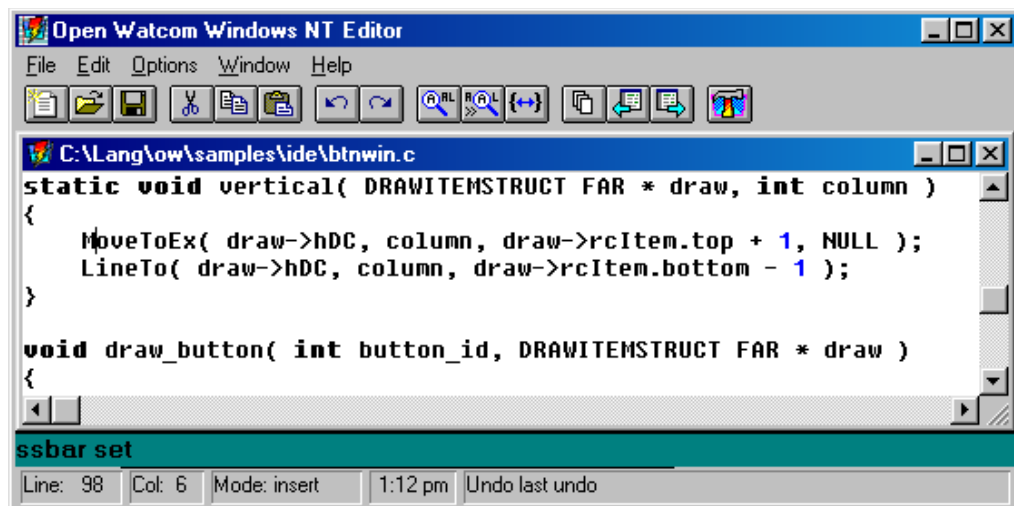 Open Watcom Windows NT Editor
File Edit Options Window Help
C:\Lang\ow\samples\ide\btnwin.c
static void vertical( DRAWITEMSTRUCT FAR * draw, int column )
{
    MoveToEx( draw->hDC, column, draw->rcItem.top + 1, NULL );
    LineTo( draw->hDC, column, draw->rcItem.bottom - 1 );
}
void draw_button( int button_id, DRAWITEMSTRUCT FAR * draw )
{
ssbar set
Line: 98 Col: 6 Mode: insert 1:12 pm Undo last undo